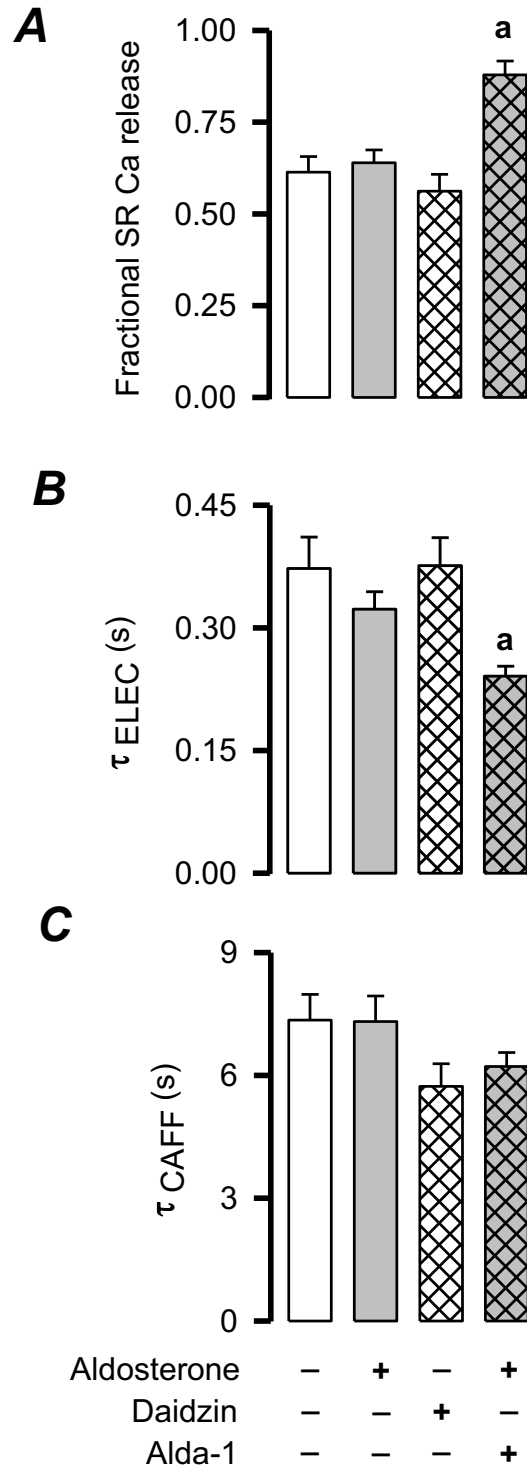 A
Fractional SR Ca release
1.00
0.75
0.50
0.25
0.00
a
B
τ ELEC (s)
0.45
0.30
0.15
0.00
a
C
τ CAFF (s)
9
6
3
0
Aldosterone – + – +
Daidzin – – + –
Alda-1 – – – +